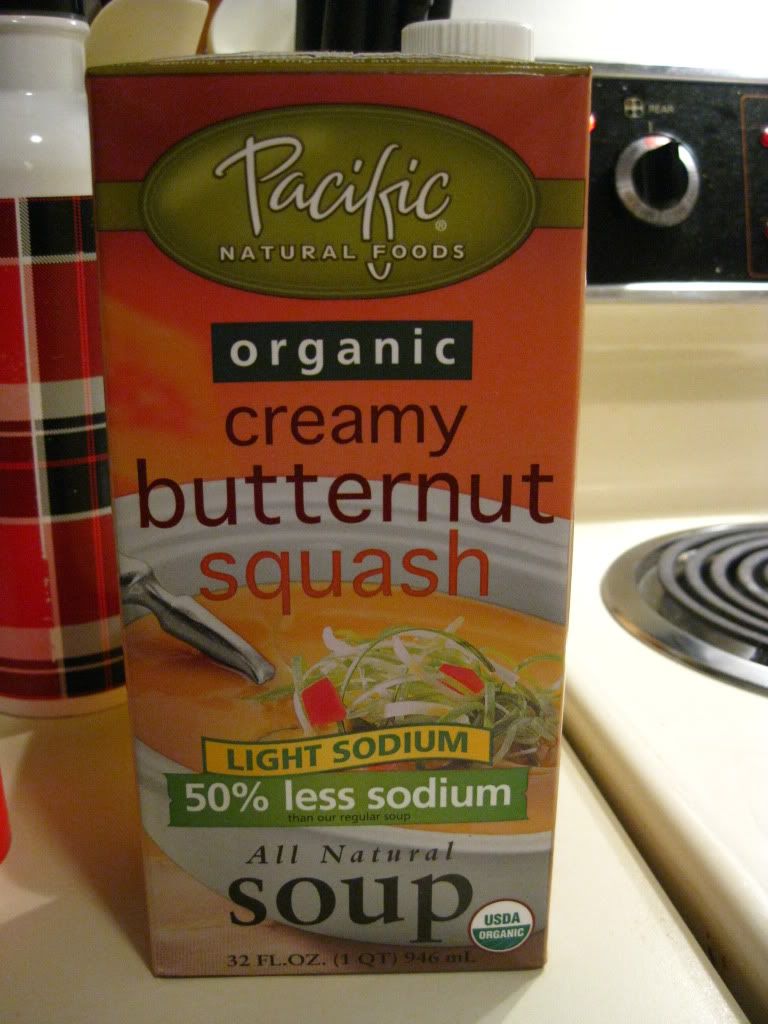 REAR
Pacific®
NATURAL FOODS
organic
creamy
butternut
squash
LIGHT SODIUM
50% less sodium
than our regular soup
All Natural
soup
USDA
ORGANIC
32 FL.OZ. (1 QT) 946 mL